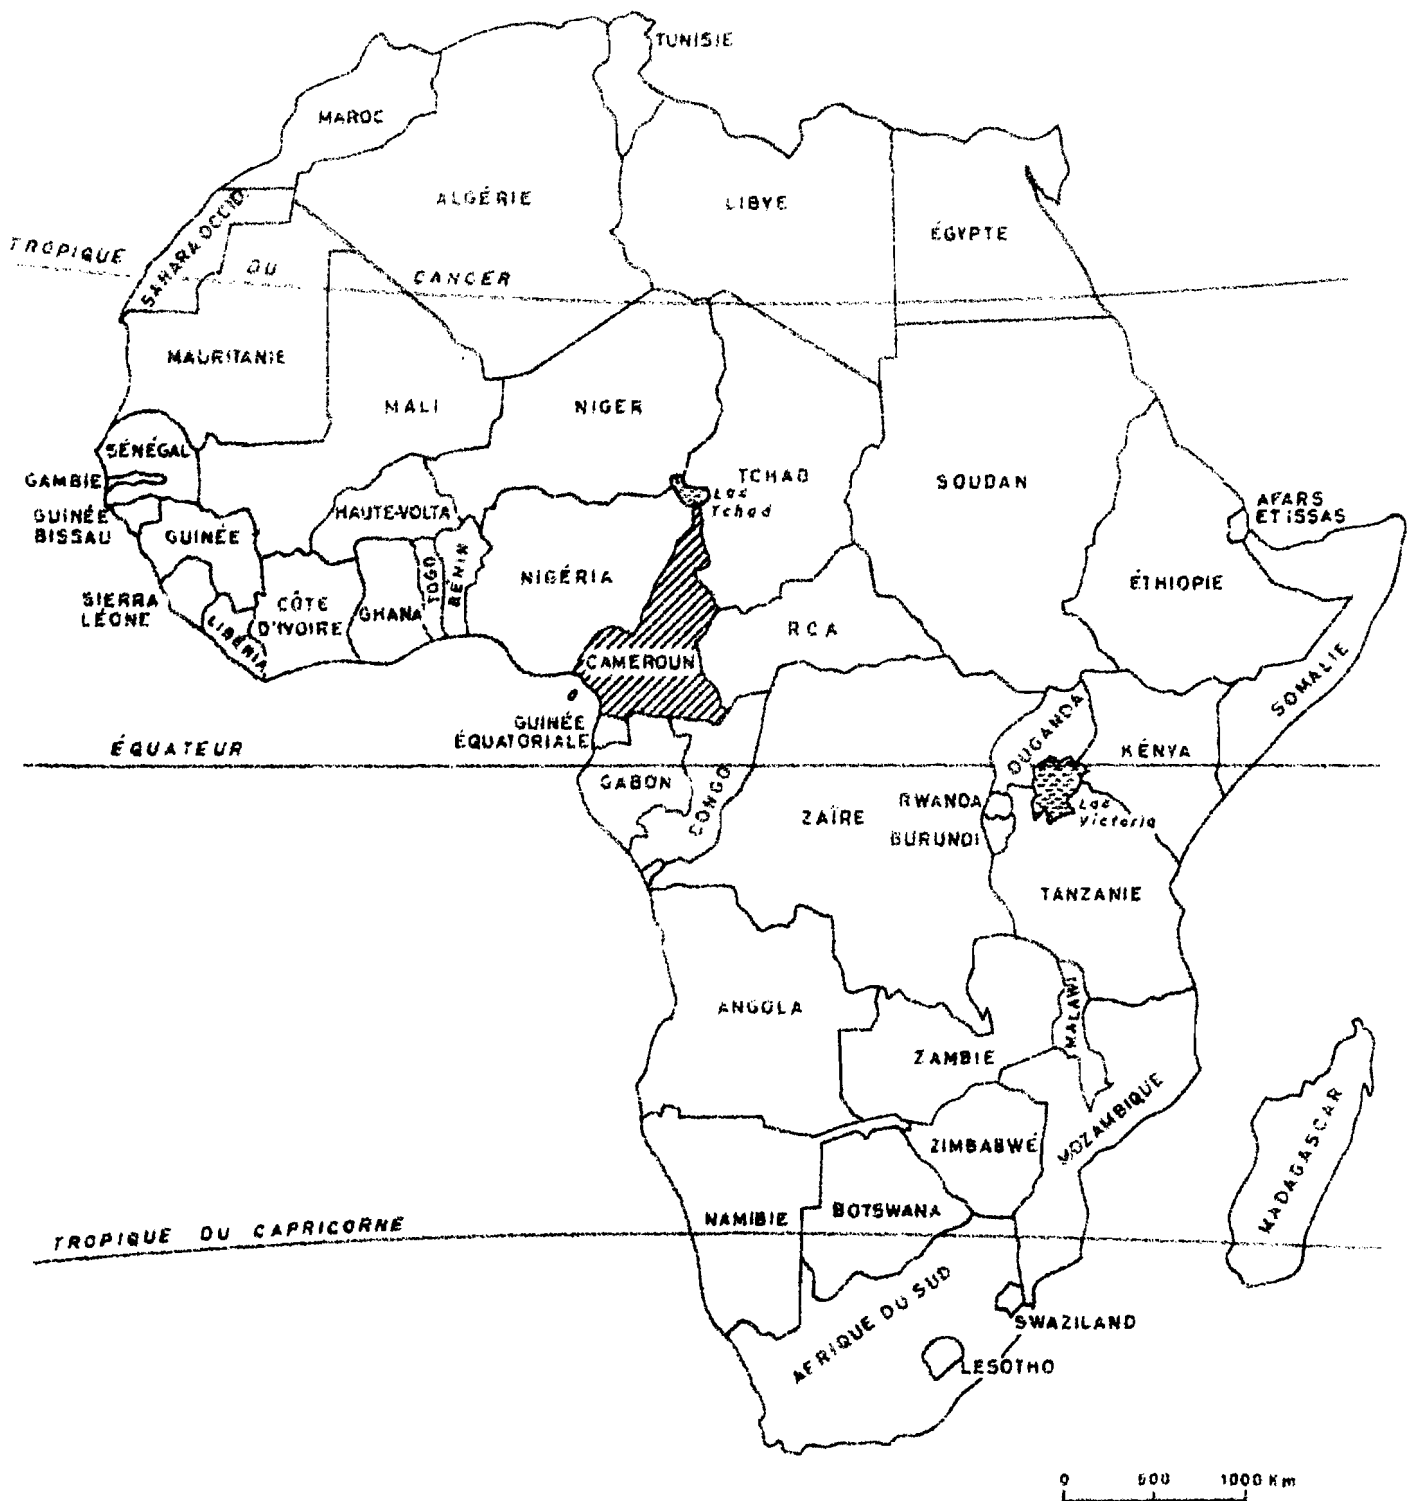 TUNISIE
MAROC
ALGÉRIE
LIBYE
ÉGYPTE
SAHARA OCCID.
TROPIQUE DU CANCER
MAURITANIE
MALI
NIGER
TCHAD
SOUDAN
SÉNÉGAL
GAMBIE
Lac
Tchad
GUINÉE
BISSAU
GUINÉE
HAUTE-VOLTA
AFARS
ET ISSAS
NIGÉRIA
TOGO
BÉNIN
ÉTHIOPIE
SIERRA
LÉONE
LIBÉRIA
CÔTE
D'IVOIRE
GHANA
RCA
CAMEROUN
SOMALIE
GUINÉE
ÉQUATORIALE
ÉQUATEUR
OUGANDA
KÉNYA
GABON
CONGO
ZAÏRE
RWANDA
BURUNDI
Lac
Victoria
TANZANIE
ANGOLA
MALAWI
ZAMBIE
MOZAMBIQUE
ZIMBABWÉ
MADAGASCAR
NAMIBIE
BOTSWANA
TROPIQUE DU CAPRICORNE
AFRIQUE DU SUD
SWAZILAND
LESOTHO
0 500 1000 Km